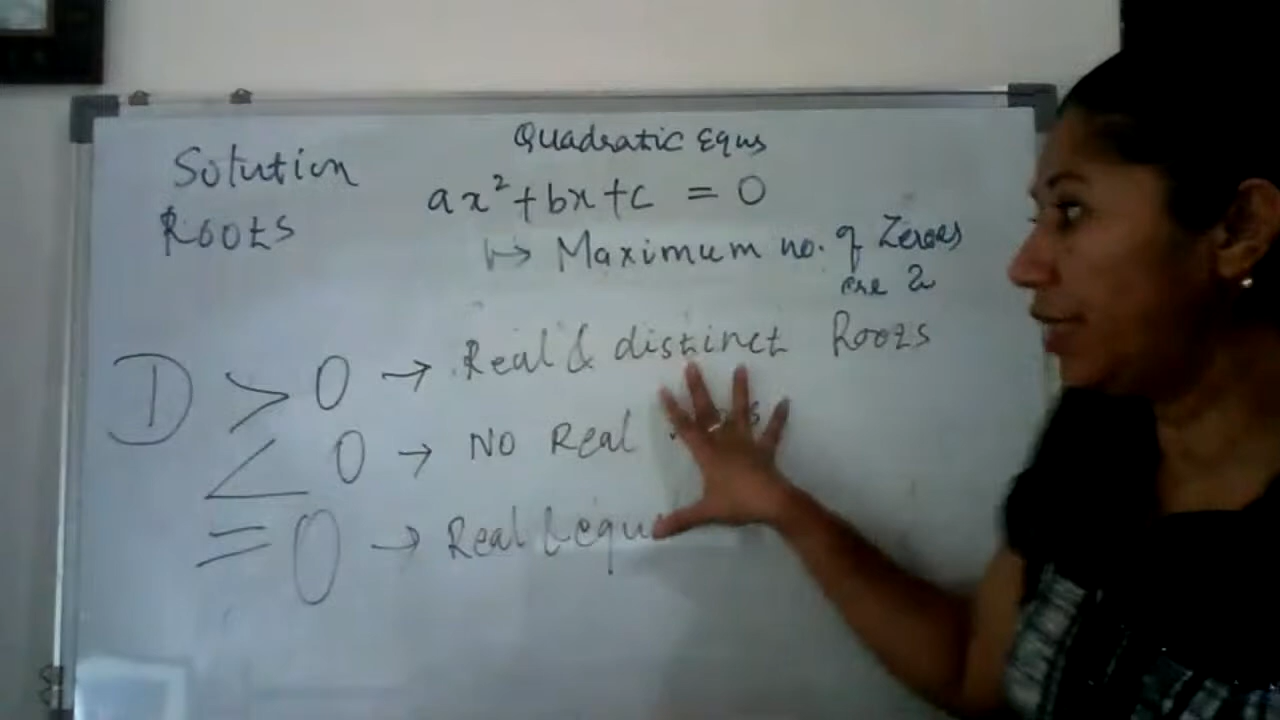 Quadratic Equs
Solution
Roots
ax²+bx+c = 0
↳ Maximum no. of Zeroes
are 2
D > 0 → Real & distinct Roots
< 0 → No Real
= 0 → Real &